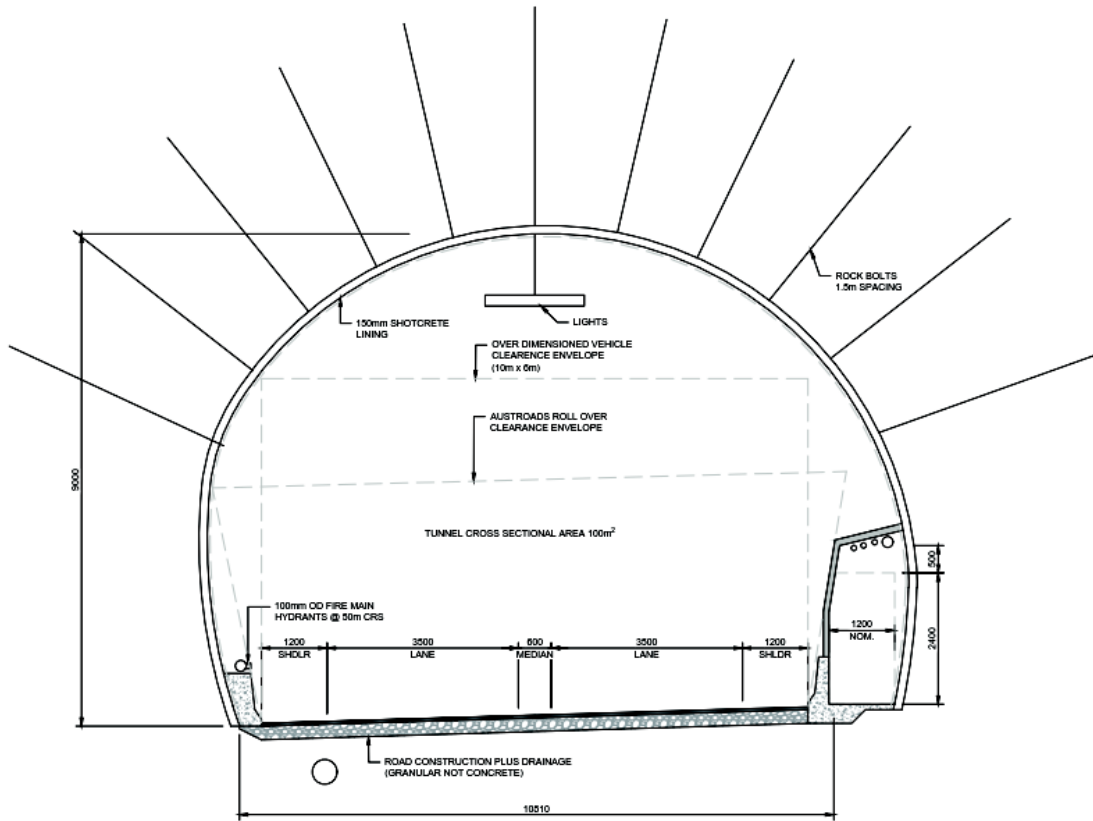 ROCK BOLTS
1.5m SPACING
150mm SHOTCRETE
LINING
LIGHTS
OVER DIMENSIONED VEHICLE
CLEARENCE ENVELOPE
(10m x 6m)
AUSTROADS ROLL OVER
CLEARANCE ENVELOPE
9000
TUNNEL CROSS SECTIONAL AREA 100m²
500
100mm OD FIRE MAIN
HYDRANTS @ 50m CRS
1200
NOM.
2400
1200
SHDLR
3500
LANE
600
MEDIAN
3500
LANE
1200
SHLDR
ROAD CONSTRUCTION PLUS DRAINAGE
(GRANULAR NOT CONCRETE)
10510